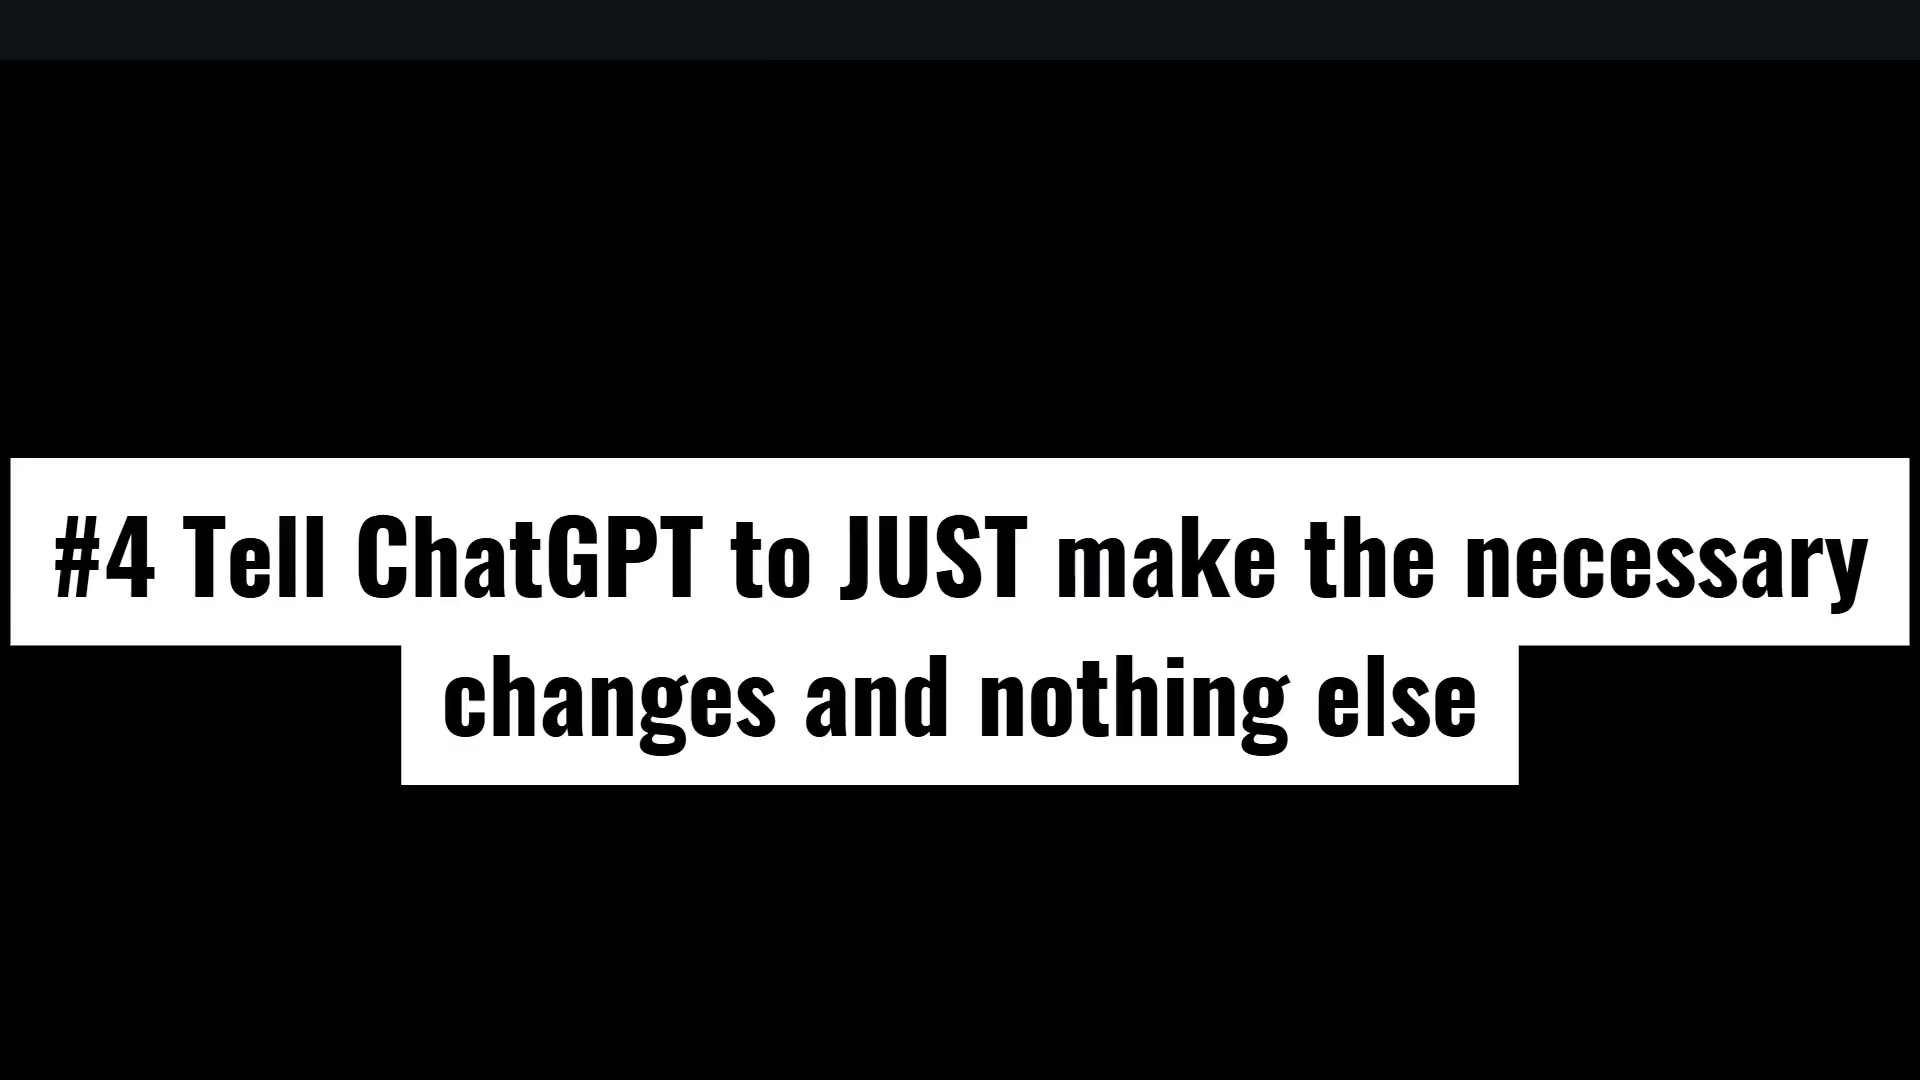 #4 Tell ChatGPT to JUST make the necessary
changes and nothing else